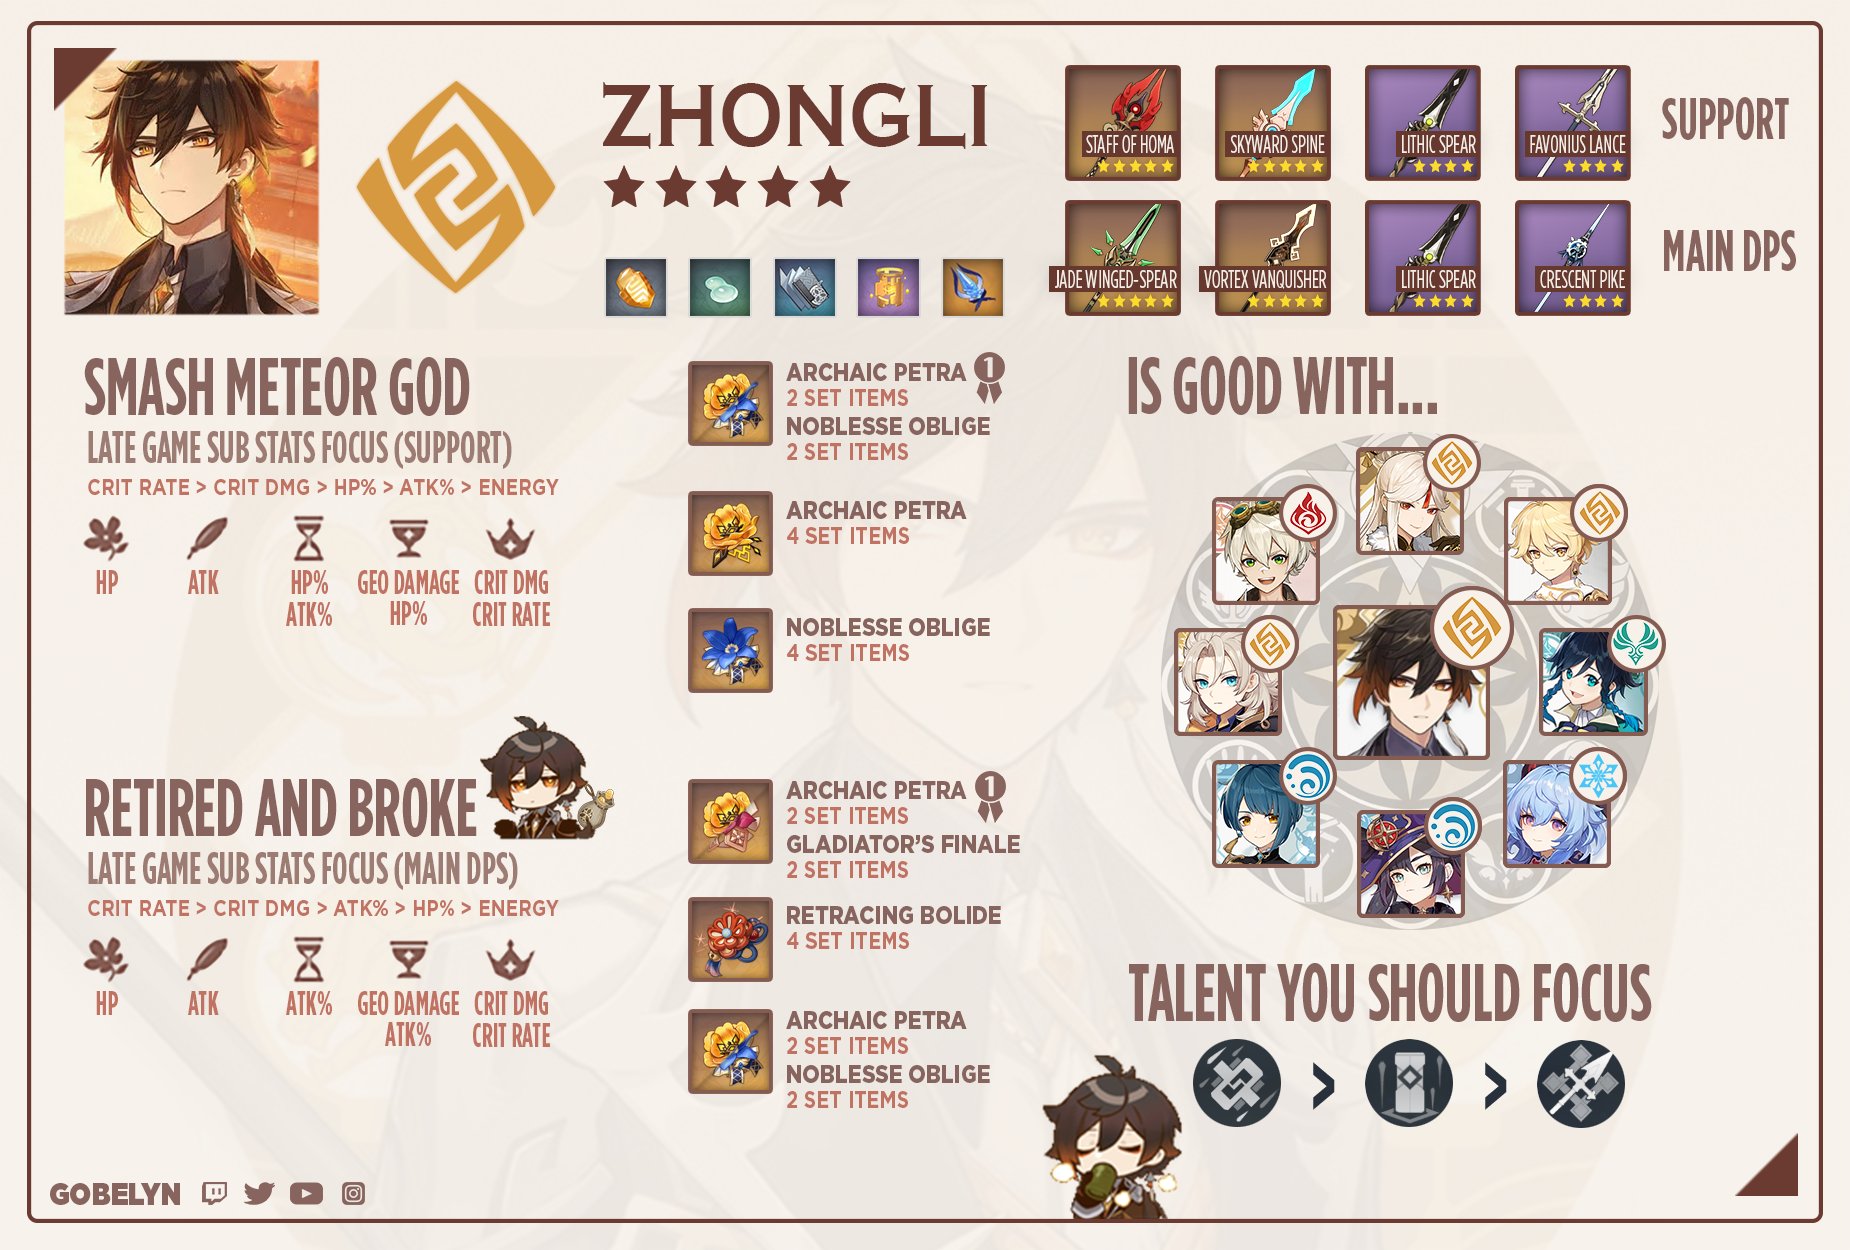 ZHONGLI
STAFF OF HOMA
SKYWARD SPINE
LITHIC SPEAR
FAVONIUS LANCE
SUPPORT
JADE WINGED-SPEAR
VORTEX VANQUISHER
LITHIC SPEAR
CRESCENT PIKE
MAIN DPS
SMASH METEOR GOD
LATE GAME SUB STATS FOCUS (SUPPORT)
CRIT RATE > CRIT DMG > HP% > ATK% > ENERGY
HP
ATK
HP%
ATK%
GEO DAMAGE
HP%
CRIT DMG
CRIT RATE
ARCHAIC PETRA 1
2 SET ITEMS
NOBLESSE OBLIGE
2 SET ITEMS
ARCHAIC PETRA
4 SET ITEMS
NOBLESSE OBLIGE
4 SET ITEMS
RETIRED AND BROKE
LATE GAME SUB STATS FOCUS (MAIN DPS)
CRIT RATE > CRIT DMG > ATK% > HP% > ENERGY
HP
ATK
ATK%
GEO DAMAGE
ATK%
CRIT DMG
CRIT RATE
ARCHAIC PETRA 1
2 SET ITEMS
GLADIATOR'S FINALE
2 SET ITEMS
RETRACING BOLIDE
4 SET ITEMS
ARCHAIC PETRA
2 SET ITEMS
NOBLESSE OBLIGE
2 SET ITEMS
IS GOOD WITH...
TALENT YOU SHOULD FOCUS
> >
GOBELYN